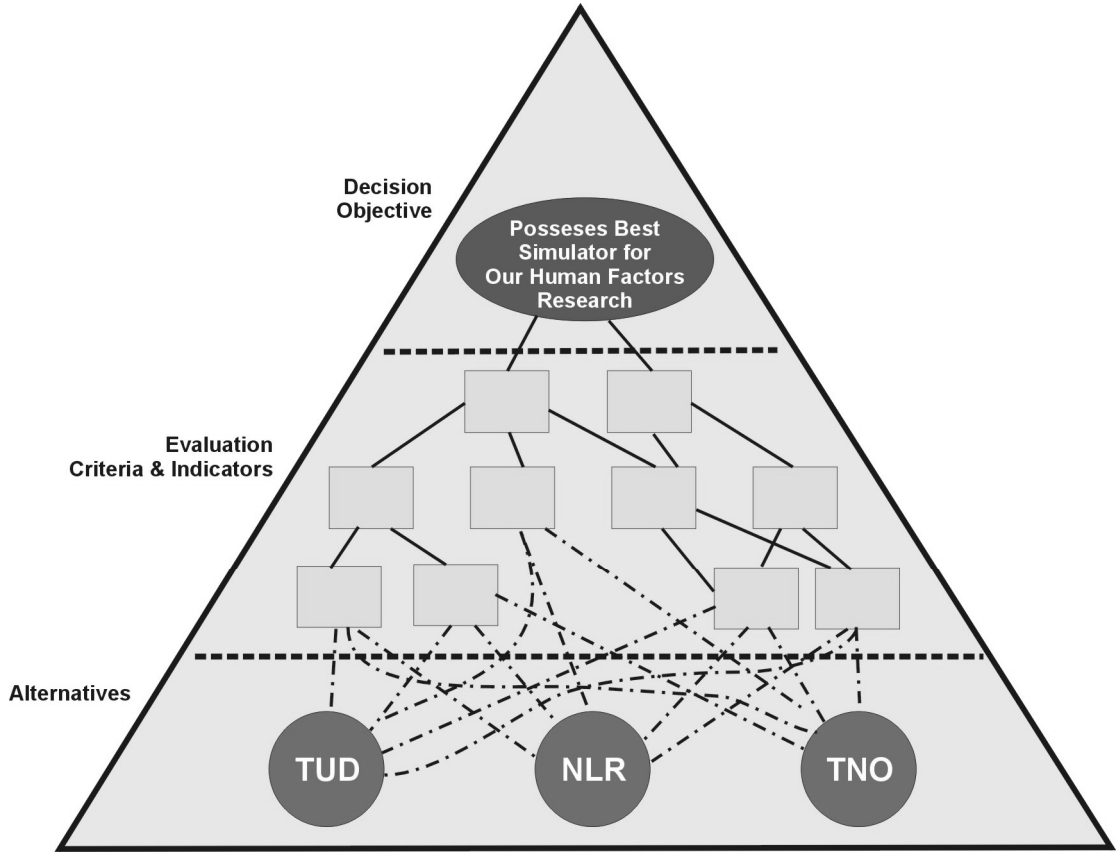 Decision
Objective
Posseses Best
Simulator for
Our Human Factors
Research
Evaluation
Criteria & Indicators
Alternatives
TUD
NLR
TNO